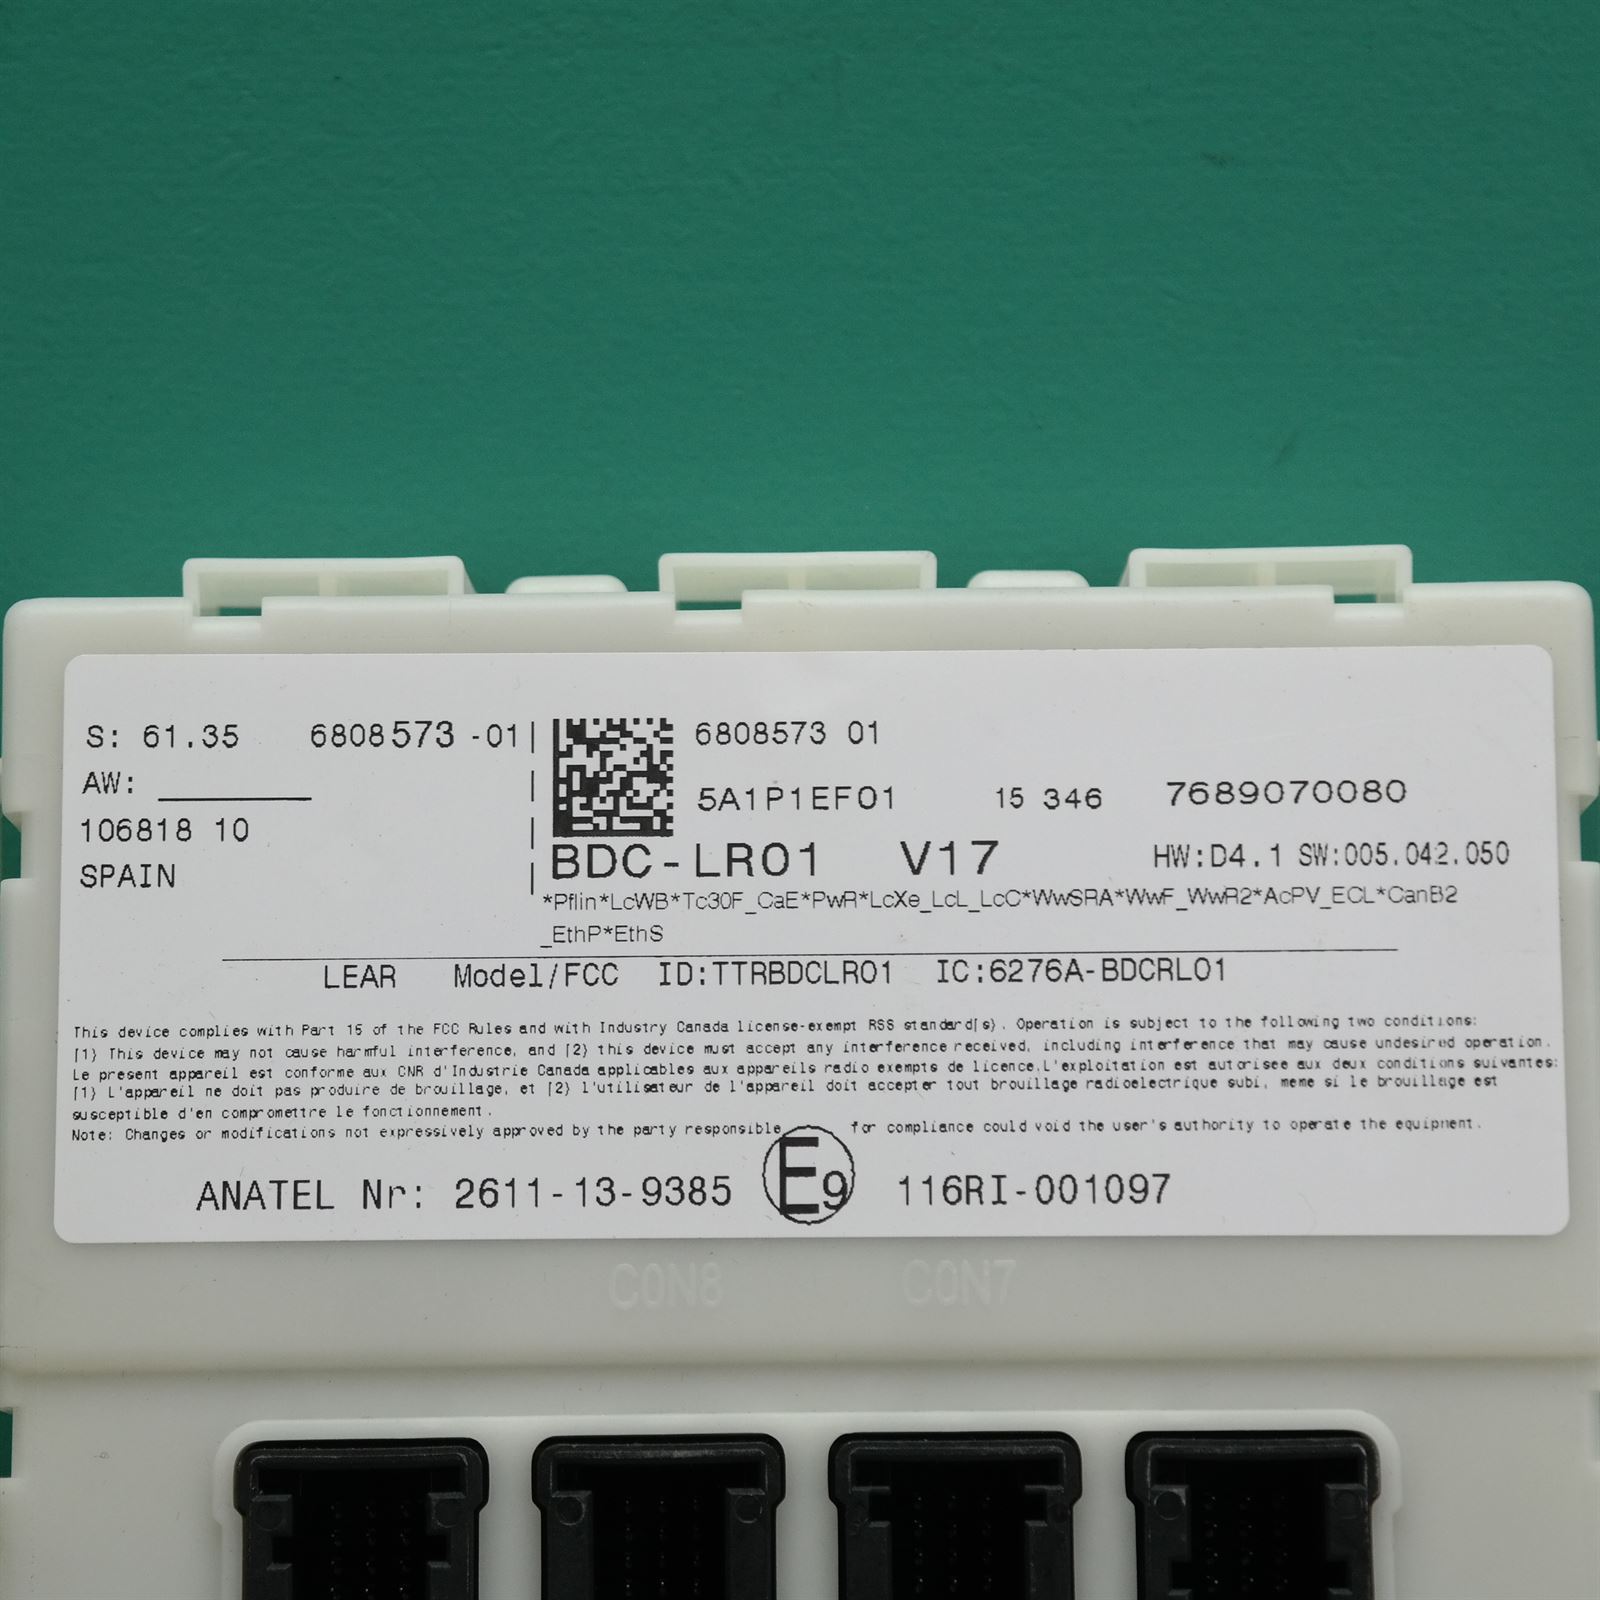 S: 61.35 6808573 -01
AW:
106818 10
SPAIN
6808573 01
5A1P1EF01 15 346 7689070080
BDC-LR01 V17 HW:D4.1 SW:005.042.050
*Pflin*LcWB*Tc30F_CaE*PwR*LcXe_LcL_LcC*WwSRA*WwF_WwR2*AcPV_ECL*CanB2
_EthP*EthS
LEAR Model/FCC ID:TTRBDCLR01 IC:6276A-BDCRL01
This device complies with Part 15 of the FCC Rules and with Industry Canada license-exempt RSS standard(s). Operation is subject to the following two conditions:
(1) This device may not cause harmful interference, and (2) this device must accept any interference received, including interference that may cause undesired operation.
Le present appareil est conforme aux CNR d'Industrie Canada applicables aux appareils radio exempts de licence.L'exploitation est autorisee aux deux conditions suivantes:
(1) L'appareil ne doit pas produire de brouillage, et (2) l'utilisateur de l'appareil doit accepter tout brouillage radioelectrique subi, meme si le brouillage est
susceptible d'en compromettre le fonctionnement.
Note: Changes or modifications not expressively approved by the party responsible for compliance could void the user's authority to operate the equipment.
ANATEL Nr: 2611-13-9385 E9 116RI-001097
CON8 CON7